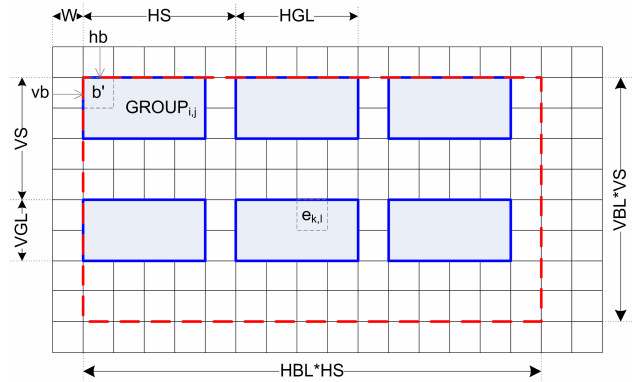 W
HS
HGL
hb
vb
b'
GROUPi,j
VS
VGL
ek,l
VBL*VS
HBL*HS